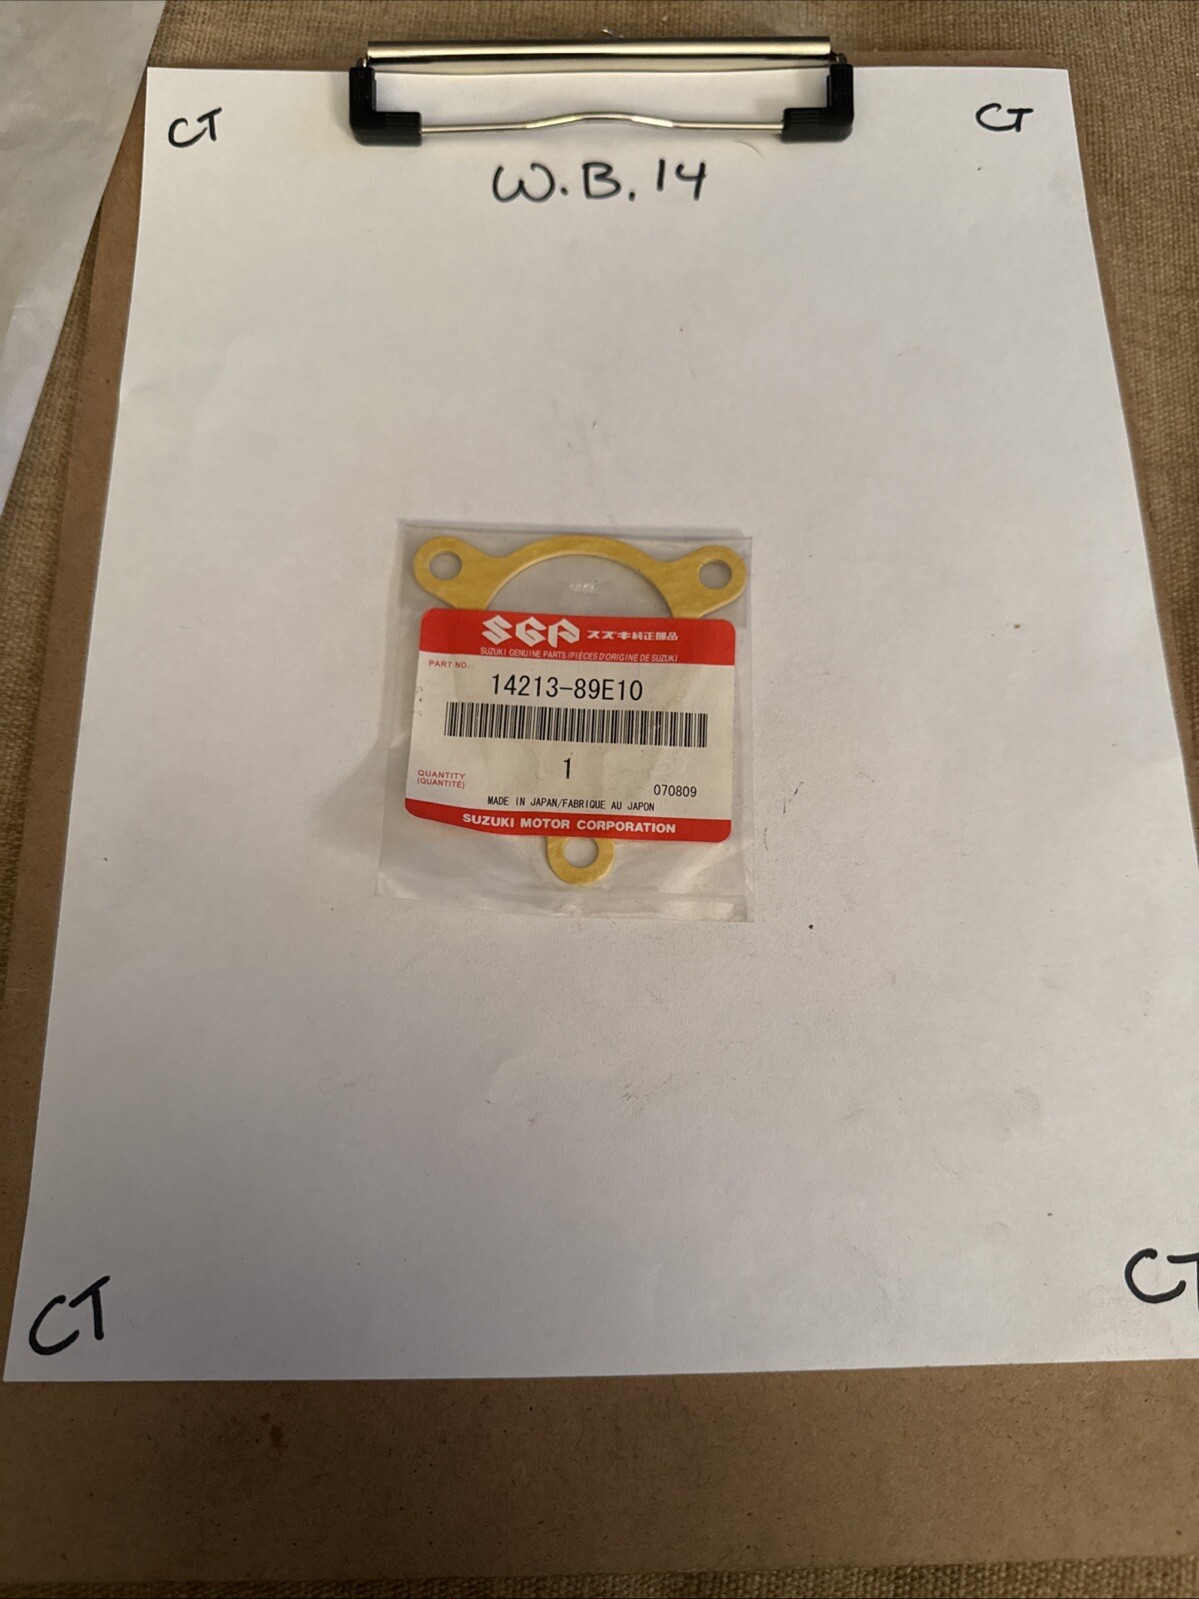 CT
CT
W.B.14
SGP スズキ純正部品
SUZUKI GENUINE PARTS/PIÈCES D'ORIGINE DE SUZUKI
PART NO.
14213-89E10
1
QUANTITY
(QUANTITÉ)
070809
MADE IN JAPAN/FABRIQUE AU JAPON
SUZUKI MOTOR CORPORATION
CT
CT